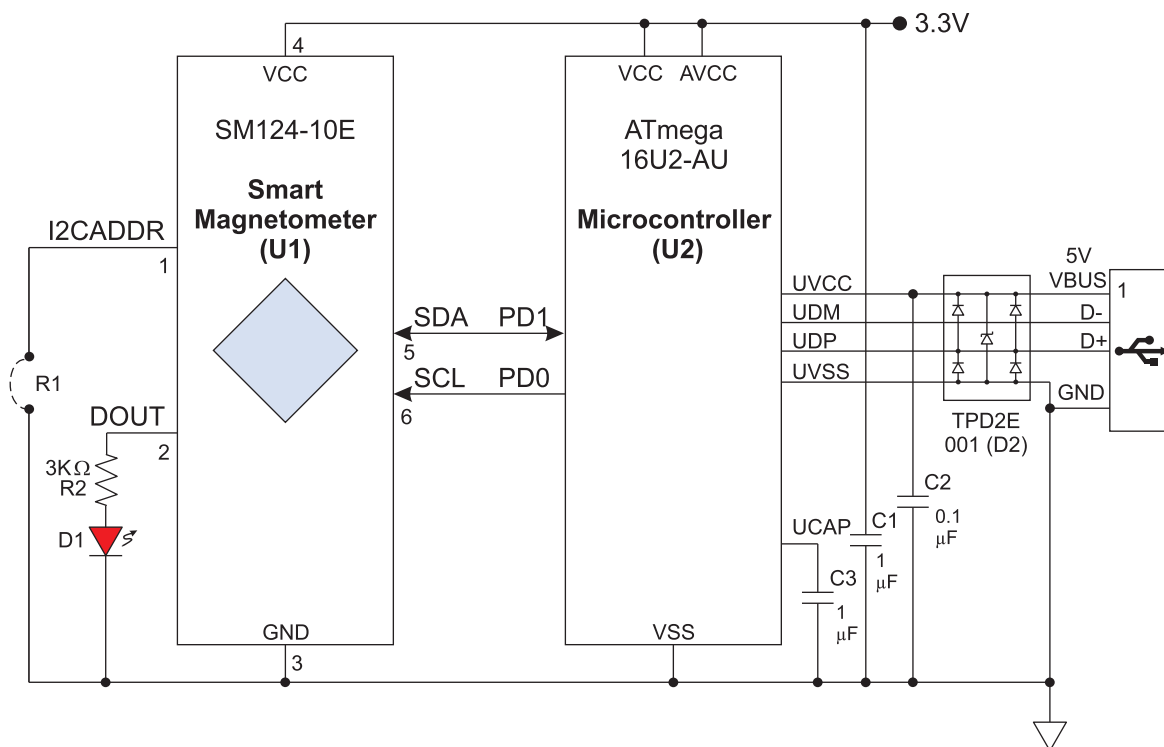 3.3V
4
VCC
VCC AVCC
SM124-10E
Smart
Magnetometer
(U1)
ATmega
16U2-AU
Microcontroller
(U2)
I2CADDR
1
R1
DOUT
2
3KΩ
R2
D1
SDA PD1
5
SCL PD0
6
UVCC
UDM
UDP
UVSS
5V
VBUS
1
D-
D+
GND
TPD2E
001 (D2)
C2
0.1
µF
UCAP
C1
1
µF
C3
1
µF
GND
3
VSS